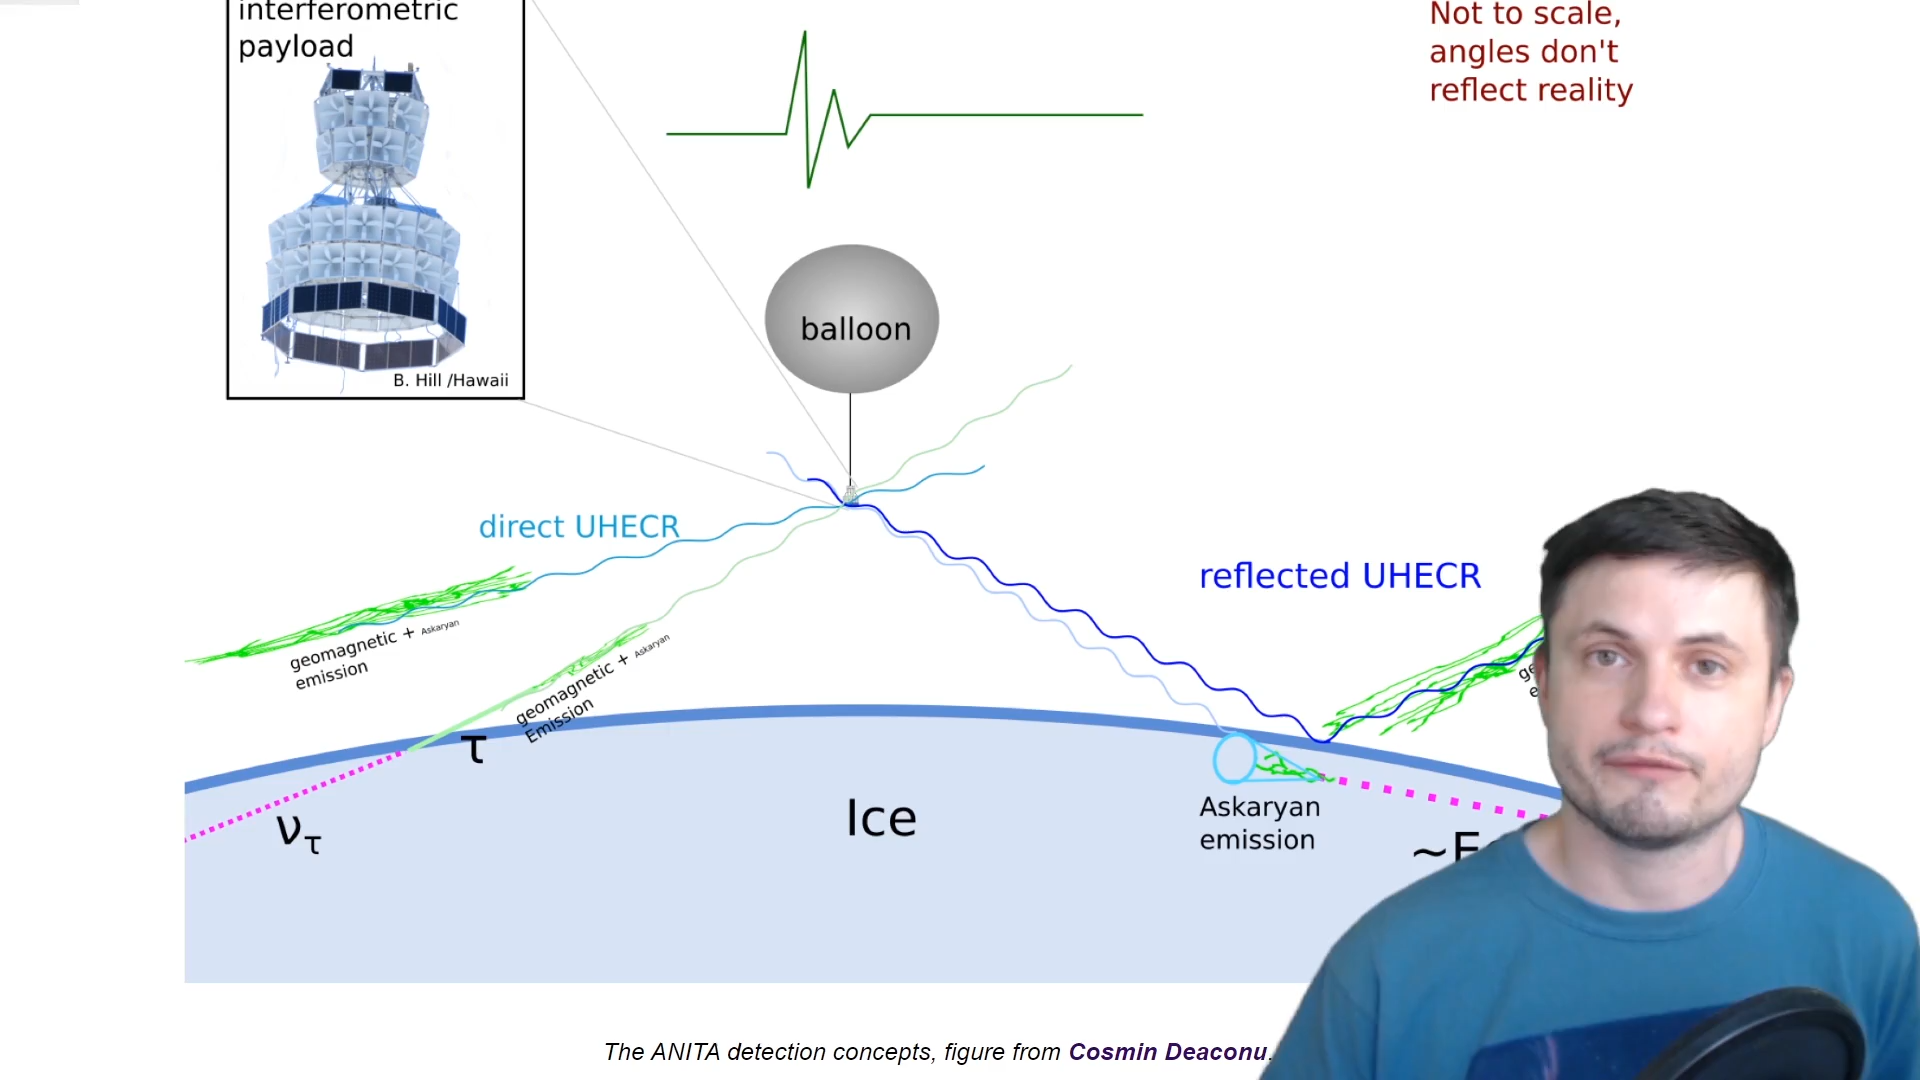 interferometric
payload
B. Hill /Hawaii
Not to scale,
angles don't
reflect reality
balloon
direct UHECR
geomagnetic + Askaryan
emission
geomagnetic + Askaryan
Emission
reflected UHECR
τ
ντ
Ice
Askaryan
emission
The ANITA detection concepts, figure from Cosmin Deaconu.